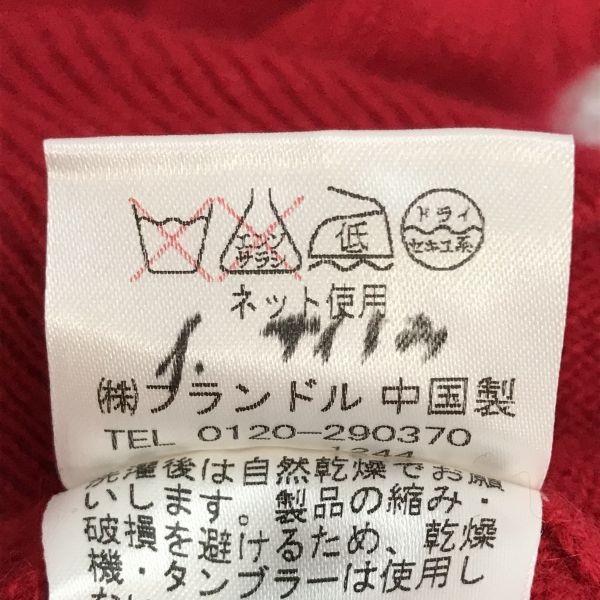 エンソ
サラシ
低
ドライ
セキユ系
ネット使用
㈱フランドル 中国製
TEL 0120-290370
1244
洗濯後は自然乾燥でお願
い します。製品の縮み・
破損を避けるため、乾燥
機・タンブラーは使用し